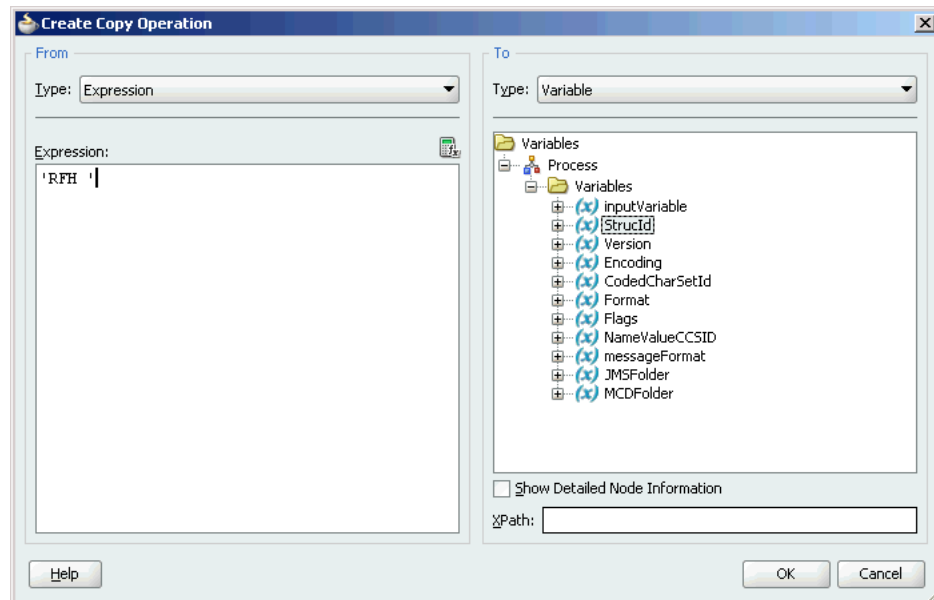 Create Copy Operation
From
Type: Expression
Expression:
'RFH '
To
Type: Variable
Variables
Process
Variables
(x) inputVariable
(x) StrucId
(x) Version
(x) Encoding
(x) CodedCharSetId
(x) Format
(x) Flags
(x) NameValueCCSID
(x) messageFormat
(x) JMSFolder
(x) MCDFolder
Show Detailed Node Information
XPath:
Help
OK
Cancel